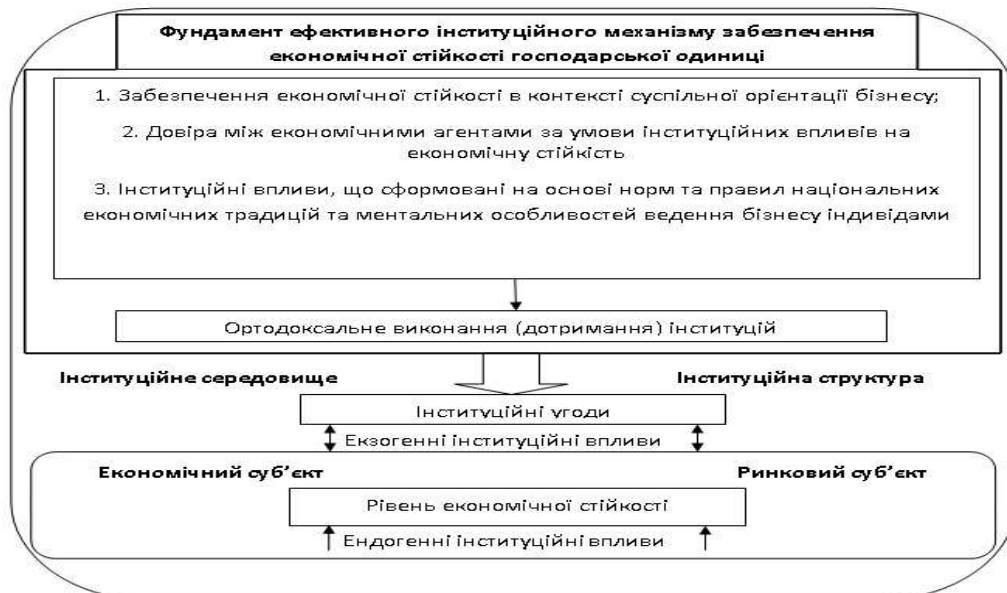 Фундамент ефективного інституційного механізму забезпечення
економічної стійкості господарської одиниці
1. Забезпечення економічної стійкості в контексті суспільної орієнтації бізнесу;
2. Довіра між економічними агентами за умови інституційних впливів на
економічну стійкість
3. Інституційні впливи, що сформовані на основі норм та правил національних
економічних традицій та ментальних особливостей ведення бізнесу індивідами
Ортодоксальне виконання (дотримання) інституцій
Інституційне середовище
Інституційна структура
Інституційні угоди
Екзогенні інституційні впливи
Економічний суб’єкт
Ринковий суб’єкт
Рівень економічної стійкості
Ендогенні інституційні впливи